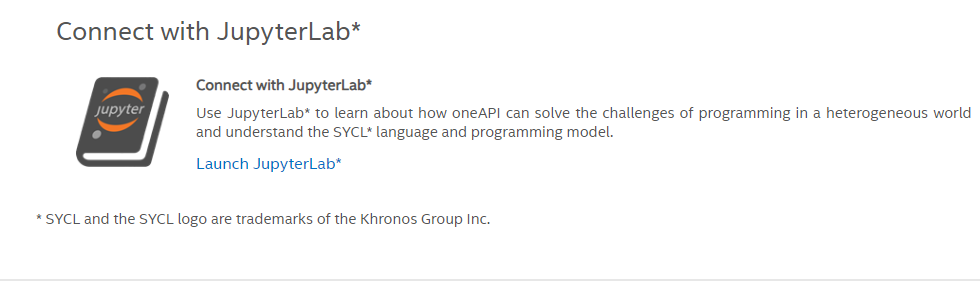 Connect with JupyterLab*
Connect with JupyterLab*
jupyter
Use JupyterLab* to learn about how oneAPI can solve the challenges of programming in a heterogeneous world
and understand the SYCL* language and programming model.
Launch JupyterLab*
* SYCL and the SYCL logo are trademarks of the Khronos Group Inc.